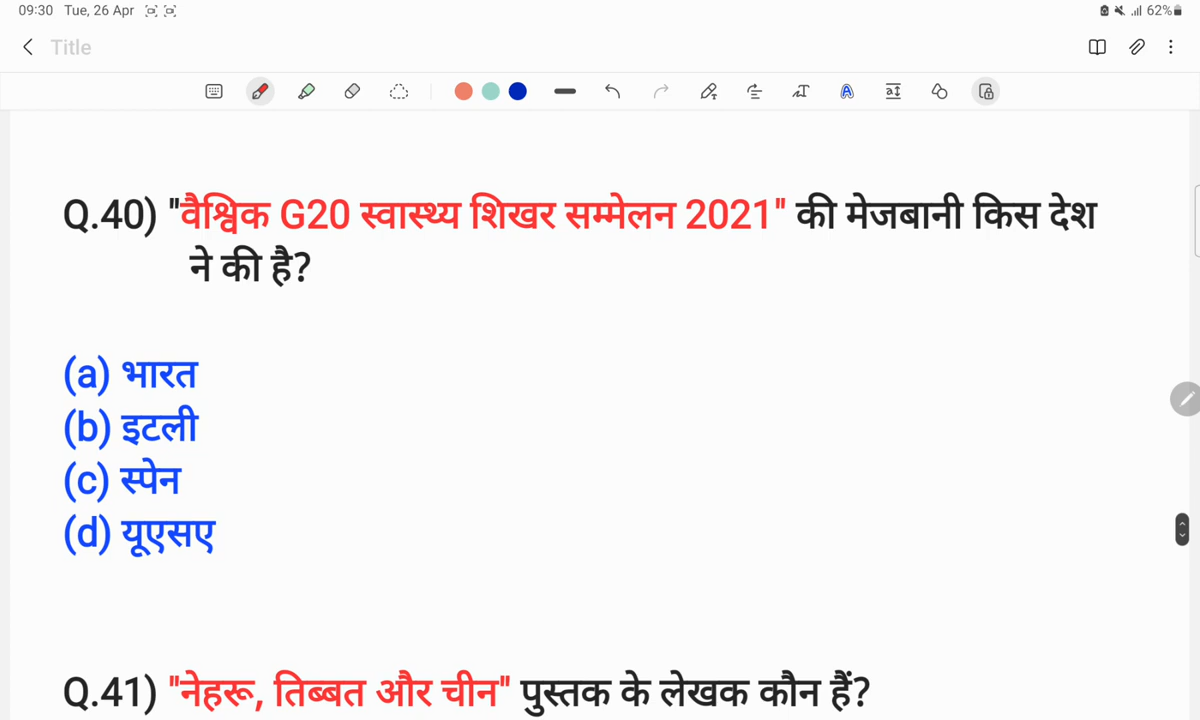 09:30 Tue, 26 Apr 62%
Title
Q.40) "वैश्विक G20 स्वास्थ्य शिखर सम्मेलन 2021" की मेजबानी किस देश
ने की है?
(a) भारत
(b) इटली
(c) स्पेन
(d) यूएसए
Q.41) "नेहरू, तिब्बत और चीन" पुस्तक के लेखक कौन हैं?